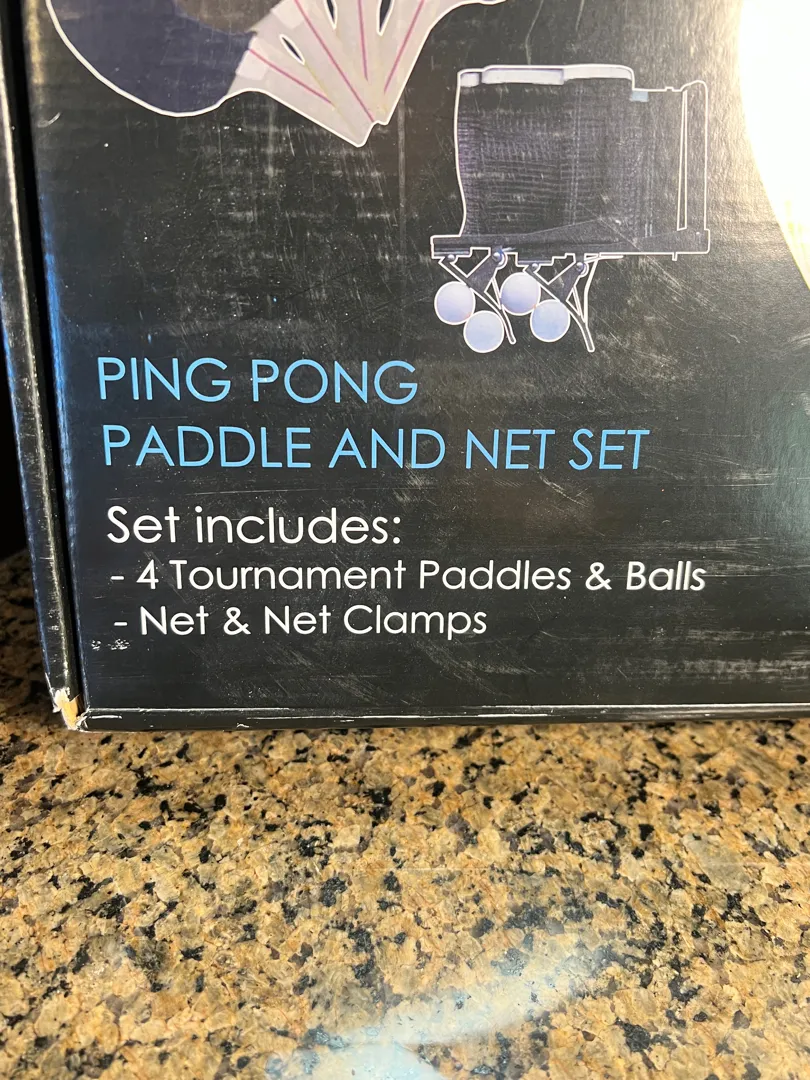 PING PONG
PADDLE AND NET SET
Set includes:
- 4 Tournament Paddles & Balls
- Net & Net Clamps